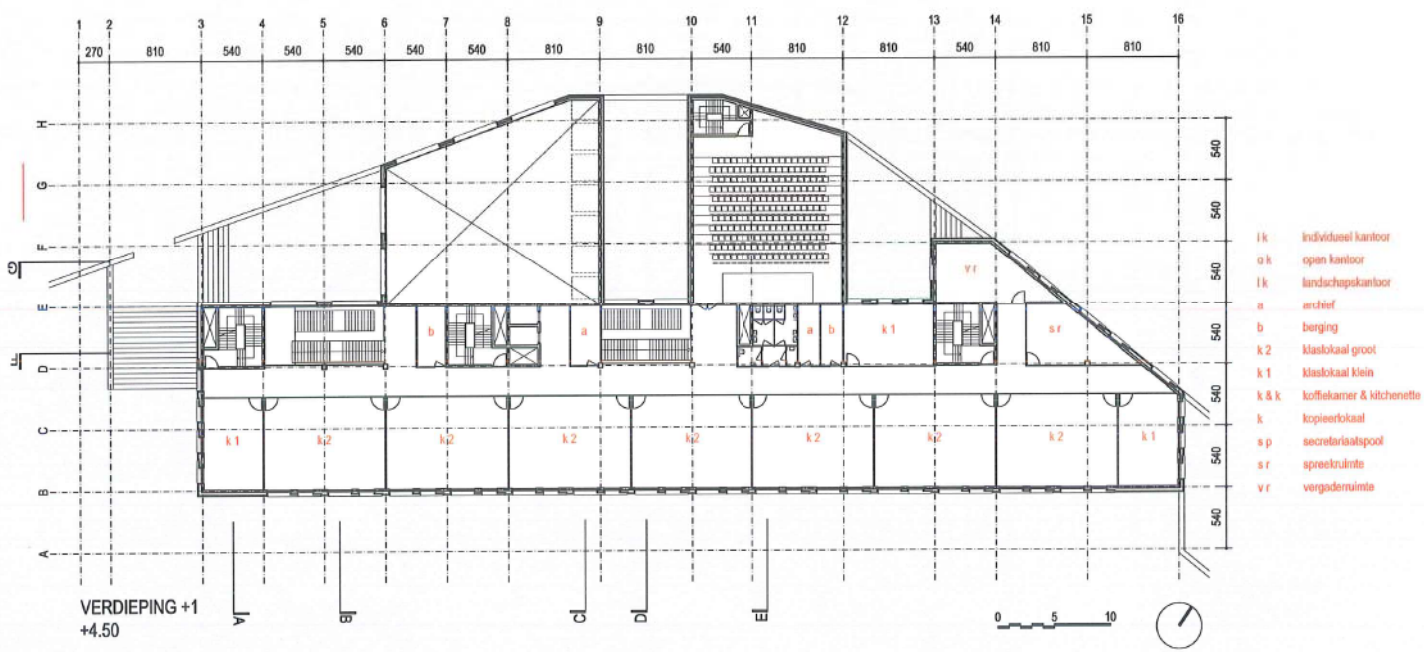 1 2 3 4 5 6 7 8 9 10 11 12 13 14 15 16
270 810 540 540 540 540 540 810 810 540 810 810 540 810 810
H
G
F
E
D
C
B
A
G
F
540
540
540
540
540
540
540
v r
b
a
a
b
k 1
s r
k 1
k 2
k 2
k 2
k 2
k 2
k 2
k 2
k 1
i k individueel kantoor
o k open kantoor
l k landschapskantoor
a archief
b berging
k 2 klaslokaal groot
k 1 klaslokaal klein
k & k koffiekamer & kitchenette
k kopieerlokaal
s p secretariaatspool
s r spreekruimte
v r vergaderruimte
A
B
C
D
E
VERDIEPING +1
+4.50
0 5 10